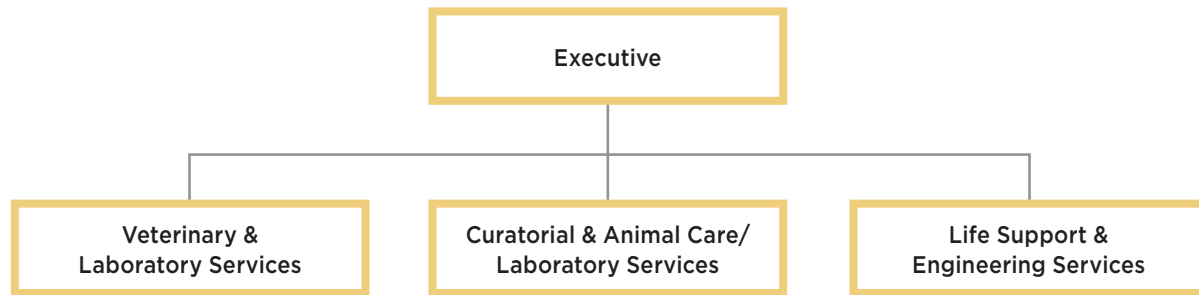 Executive
Veterinary &
Laboratory Services
Curatorial & Animal Care/
Laboratory Services
Life Support &
Engineering Services